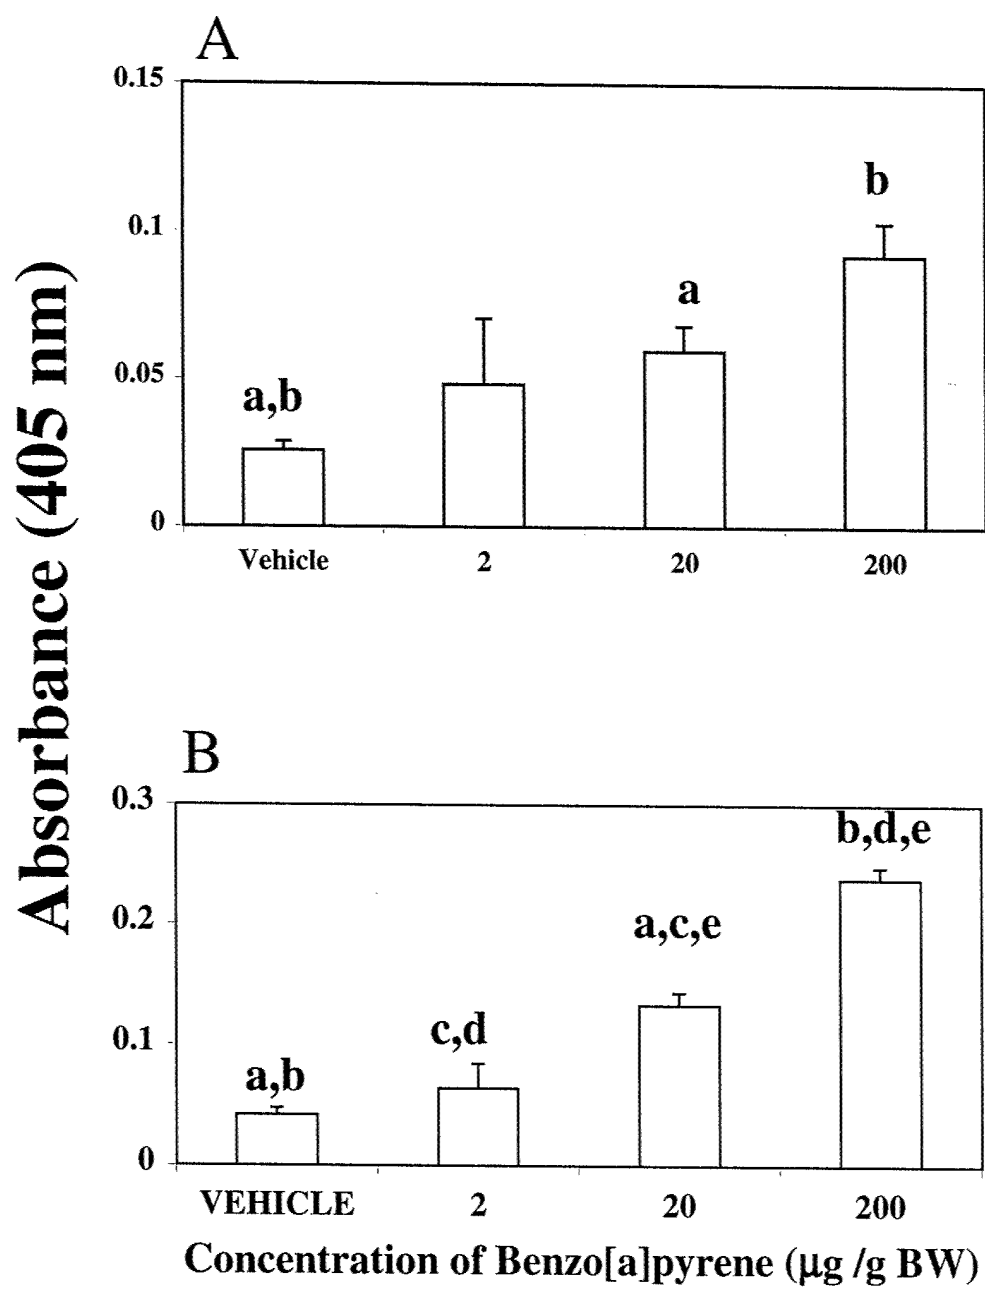 A
0.15
0.1
0.05
0
a,b
a
b
Vehicle 2 20 200
Absorbance (405 nm)
B
0.3
0.2
0.1
0
a,b
c,d
a,c,e
b,d,e
VEHICLE 2 20 200
Concentration of Benzo[a]pyrene (µg /g BW)